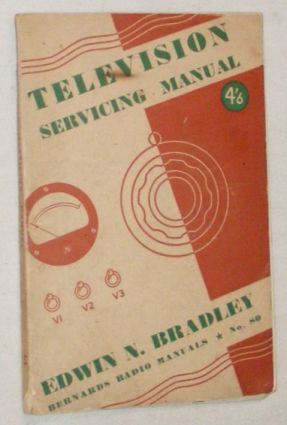 TELEVISION
SERVICING MANUAL
4'6
V1 V2 V3
EDWIN N. BRADLEY
BERNARDS RADIO MANUALS ★ No. 80